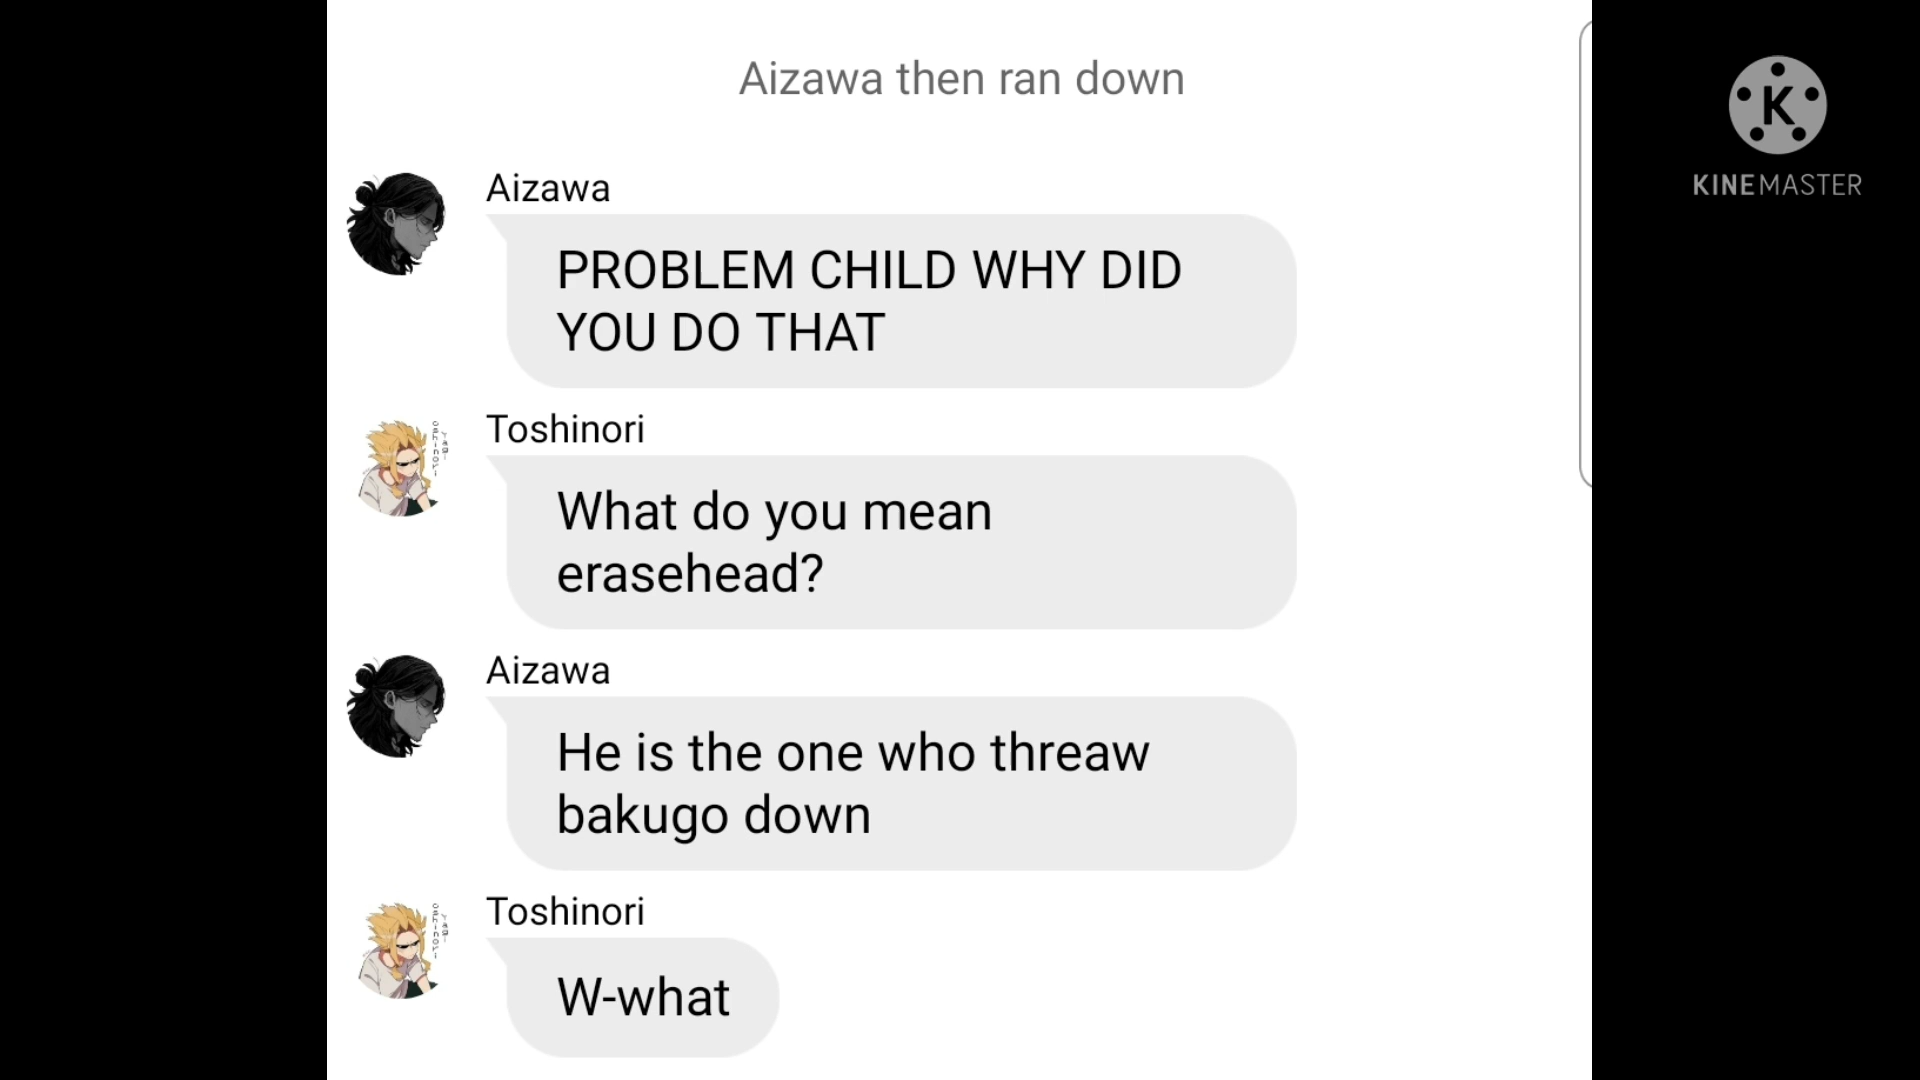 Aizawa then ran down
KINEMASTER
Aizawa
PROBLEM CHILD WHY DID
YOU DO THAT
Toshinori
What do you mean
erasehead?
Aizawa
He is the one who threaw
bakugo down
Toshinori
W-what